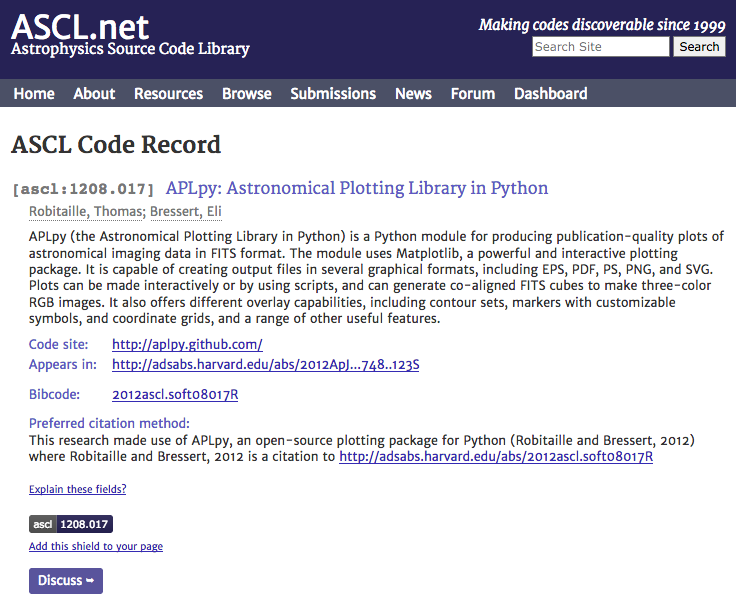 ASCL.net
Astrophysics Source Code Library
Making codes discoverable since 1999
Search Site Search
Home About Resources Browse Submissions News Forum Dashboard
ASCL Code Record
[ascl:1208.017] APLpy: Astronomical Plotting Library in Python
Robitaille, Thomas; Bressert, Eli
APLpy (the Astronomical Plotting Library in Python) is a Python module for producing publication-quality plots of
astronomical imaging data in FITS format. The module uses Matplotlib, a powerful and interactive plotting
package. It is capable of creating output files in several graphical formats, including EPS, PDF, PS, PNG, and SVG.
Plots can be made interactively or by using scripts, and can generate co-aligned FITS cubes to make three-color
RGB images. It also offers different overlay capabilities, including contour sets, markers with customizable
symbols, and coordinate grids, and a range of other useful features.
Code site: http://aplpy.github.com/
Appears in: http://adsabs.harvard.edu/abs/2012ApJ...748..123S
Bibcode: 2012ascl.soft08017R
Preferred citation method:
This research made use of APLpy, an open-source plotting package for Python (Robitaille and Bressert, 2012)
where Robitaille and Bressert, 2012 is a citation to http://adsabs.harvard.edu/abs/2012ascl.soft08017R
Explain these fields?
ascl 1208.017
Add this shield to your page
Discuss ➥